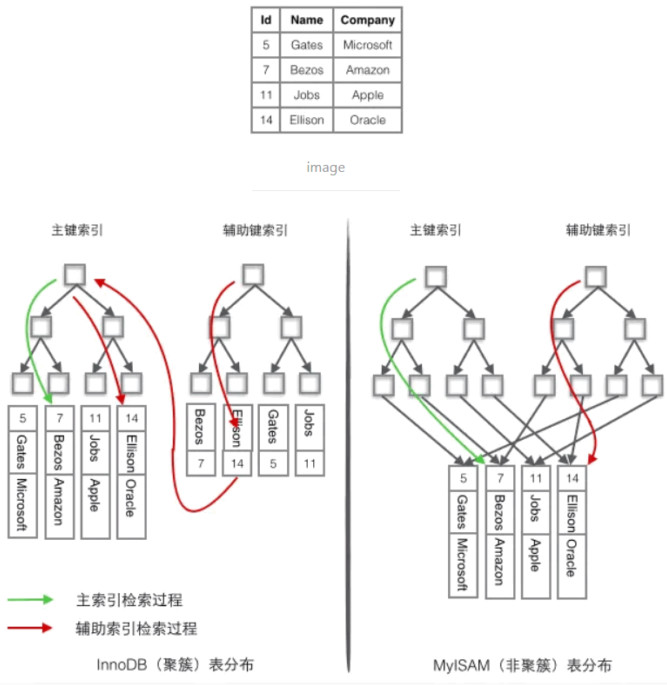 Id Name Company
5 Gates Microsoft
7 Bezos Amazon
11 Jobs Apple
14 Ellison Oracle
image
主键索引 辅助键索引 主键索引 辅助键索引
5 7 11 14
Gates Bezos Jobs Ellison
Microsoft Amazon Apple Oracle
Bezos Ellison Gates Jobs
7 14 5 11
5 7 11 14
Gates Bezos Jobs Ellison
Microsoft Amazon Apple Oracle
主索引检索过程
辅助索引检索过程
InnoDB（聚簇）表分布 MyISAM（非聚簇）表分布